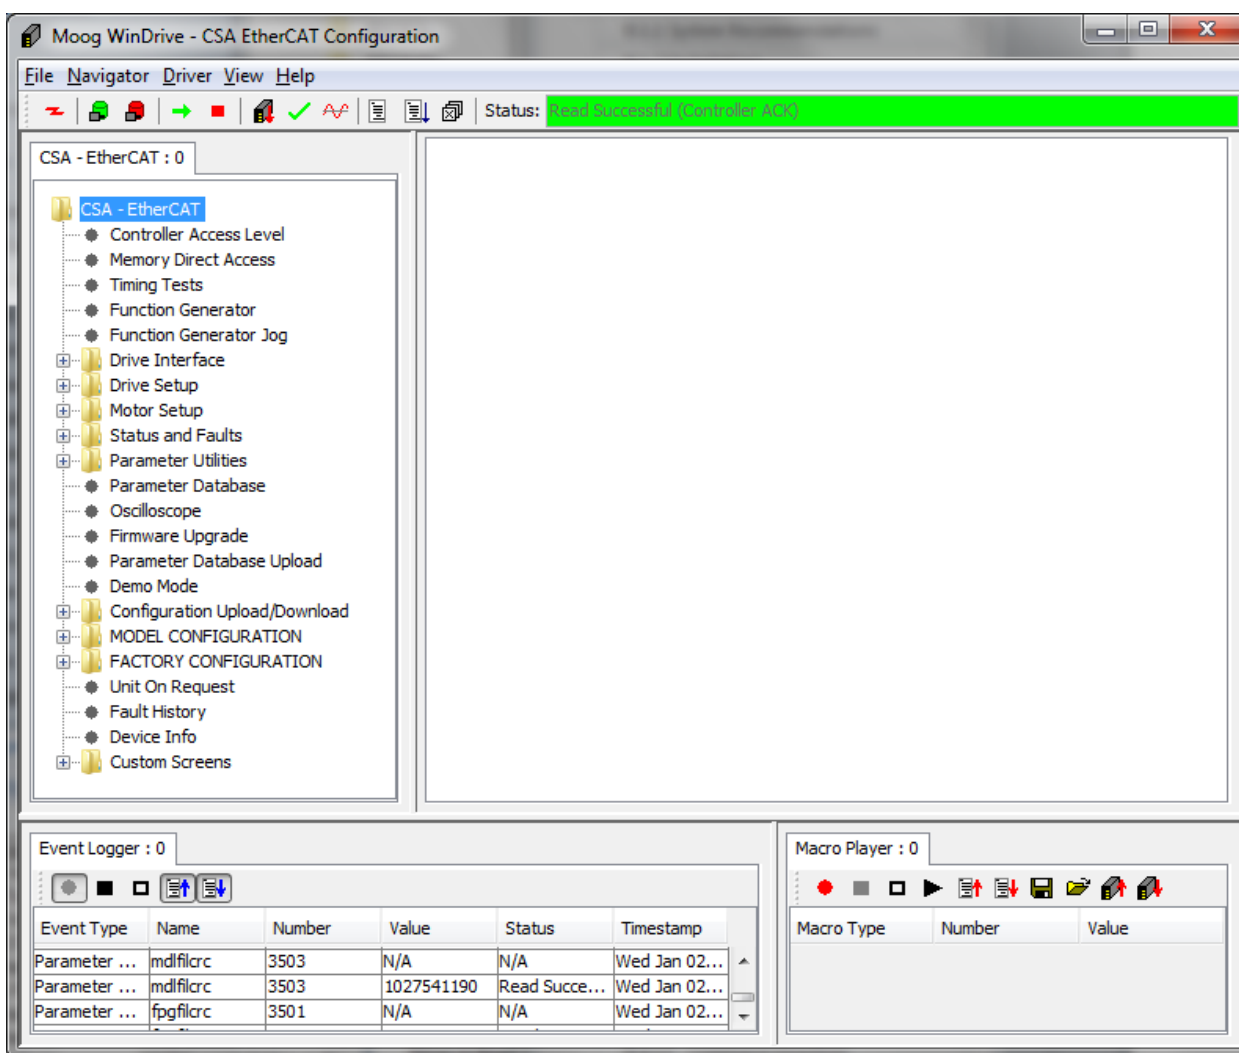 Moog WinDrive - CSA EtherCAT Configuration
File Navigator Driver View Help
Status: Read Successful (Controller ACK)
CSA - EtherCAT : 0
CSA - EtherCAT
Controller Access Level
Memory Direct Access
Timing Tests
Function Generator
Function Generator Jog
Drive Interface
Drive Setup
Motor Setup
Status and Faults
Parameter Utilities
Parameter Database
Oscilloscope
Firmware Upgrade
Parameter Database Upload
Demo Mode
Configuration Upload/Download
MODEL CONFIGURATION
FACTORY CONFIGURATION
Unit On Request
Fault History
Device Info
Custom Screens
Event Logger : 0
Event Type Name Number Value Status Timestamp
Parameter ... mdlfilcrc 3503 N/A N/A Wed Jan 02...
Parameter ... mdlfilcrc 3503 1027541190 Read Succe... Wed Jan 02...
Parameter ... fpgfilcrc 3501 N/A N/A Wed Jan 02...
Macro Player : 0
Macro Type Number Value